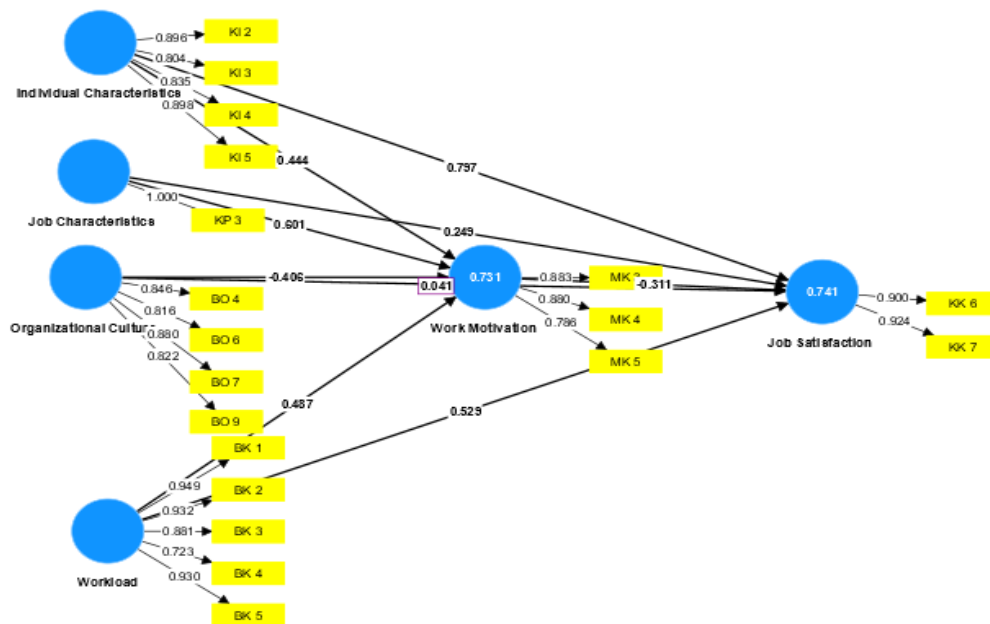 KI 2
0.896
KI 3
0.804
0.835
Individual Characteristics
0.898
KI 4
KI 5
0.444
0.797
1.000
Job Characteristics
KP 3
0.601
0.249
-0.406
0.041
0.731
0.883
-0.311
0.741
0.846
BO 4
0.880
MK 4
0.900
KK 6
Organizational
0.816
BO 6
Work Motivation
0.786
0.924
Job Satisfaction
KK 7
0.880
0.822
MK 5
BO 7
0.487
0.529
BO 9
BK 1
0.949
BK 2
0.932
0.881
BK 3
0.723
BK 4
Workload
0.930
BK 5